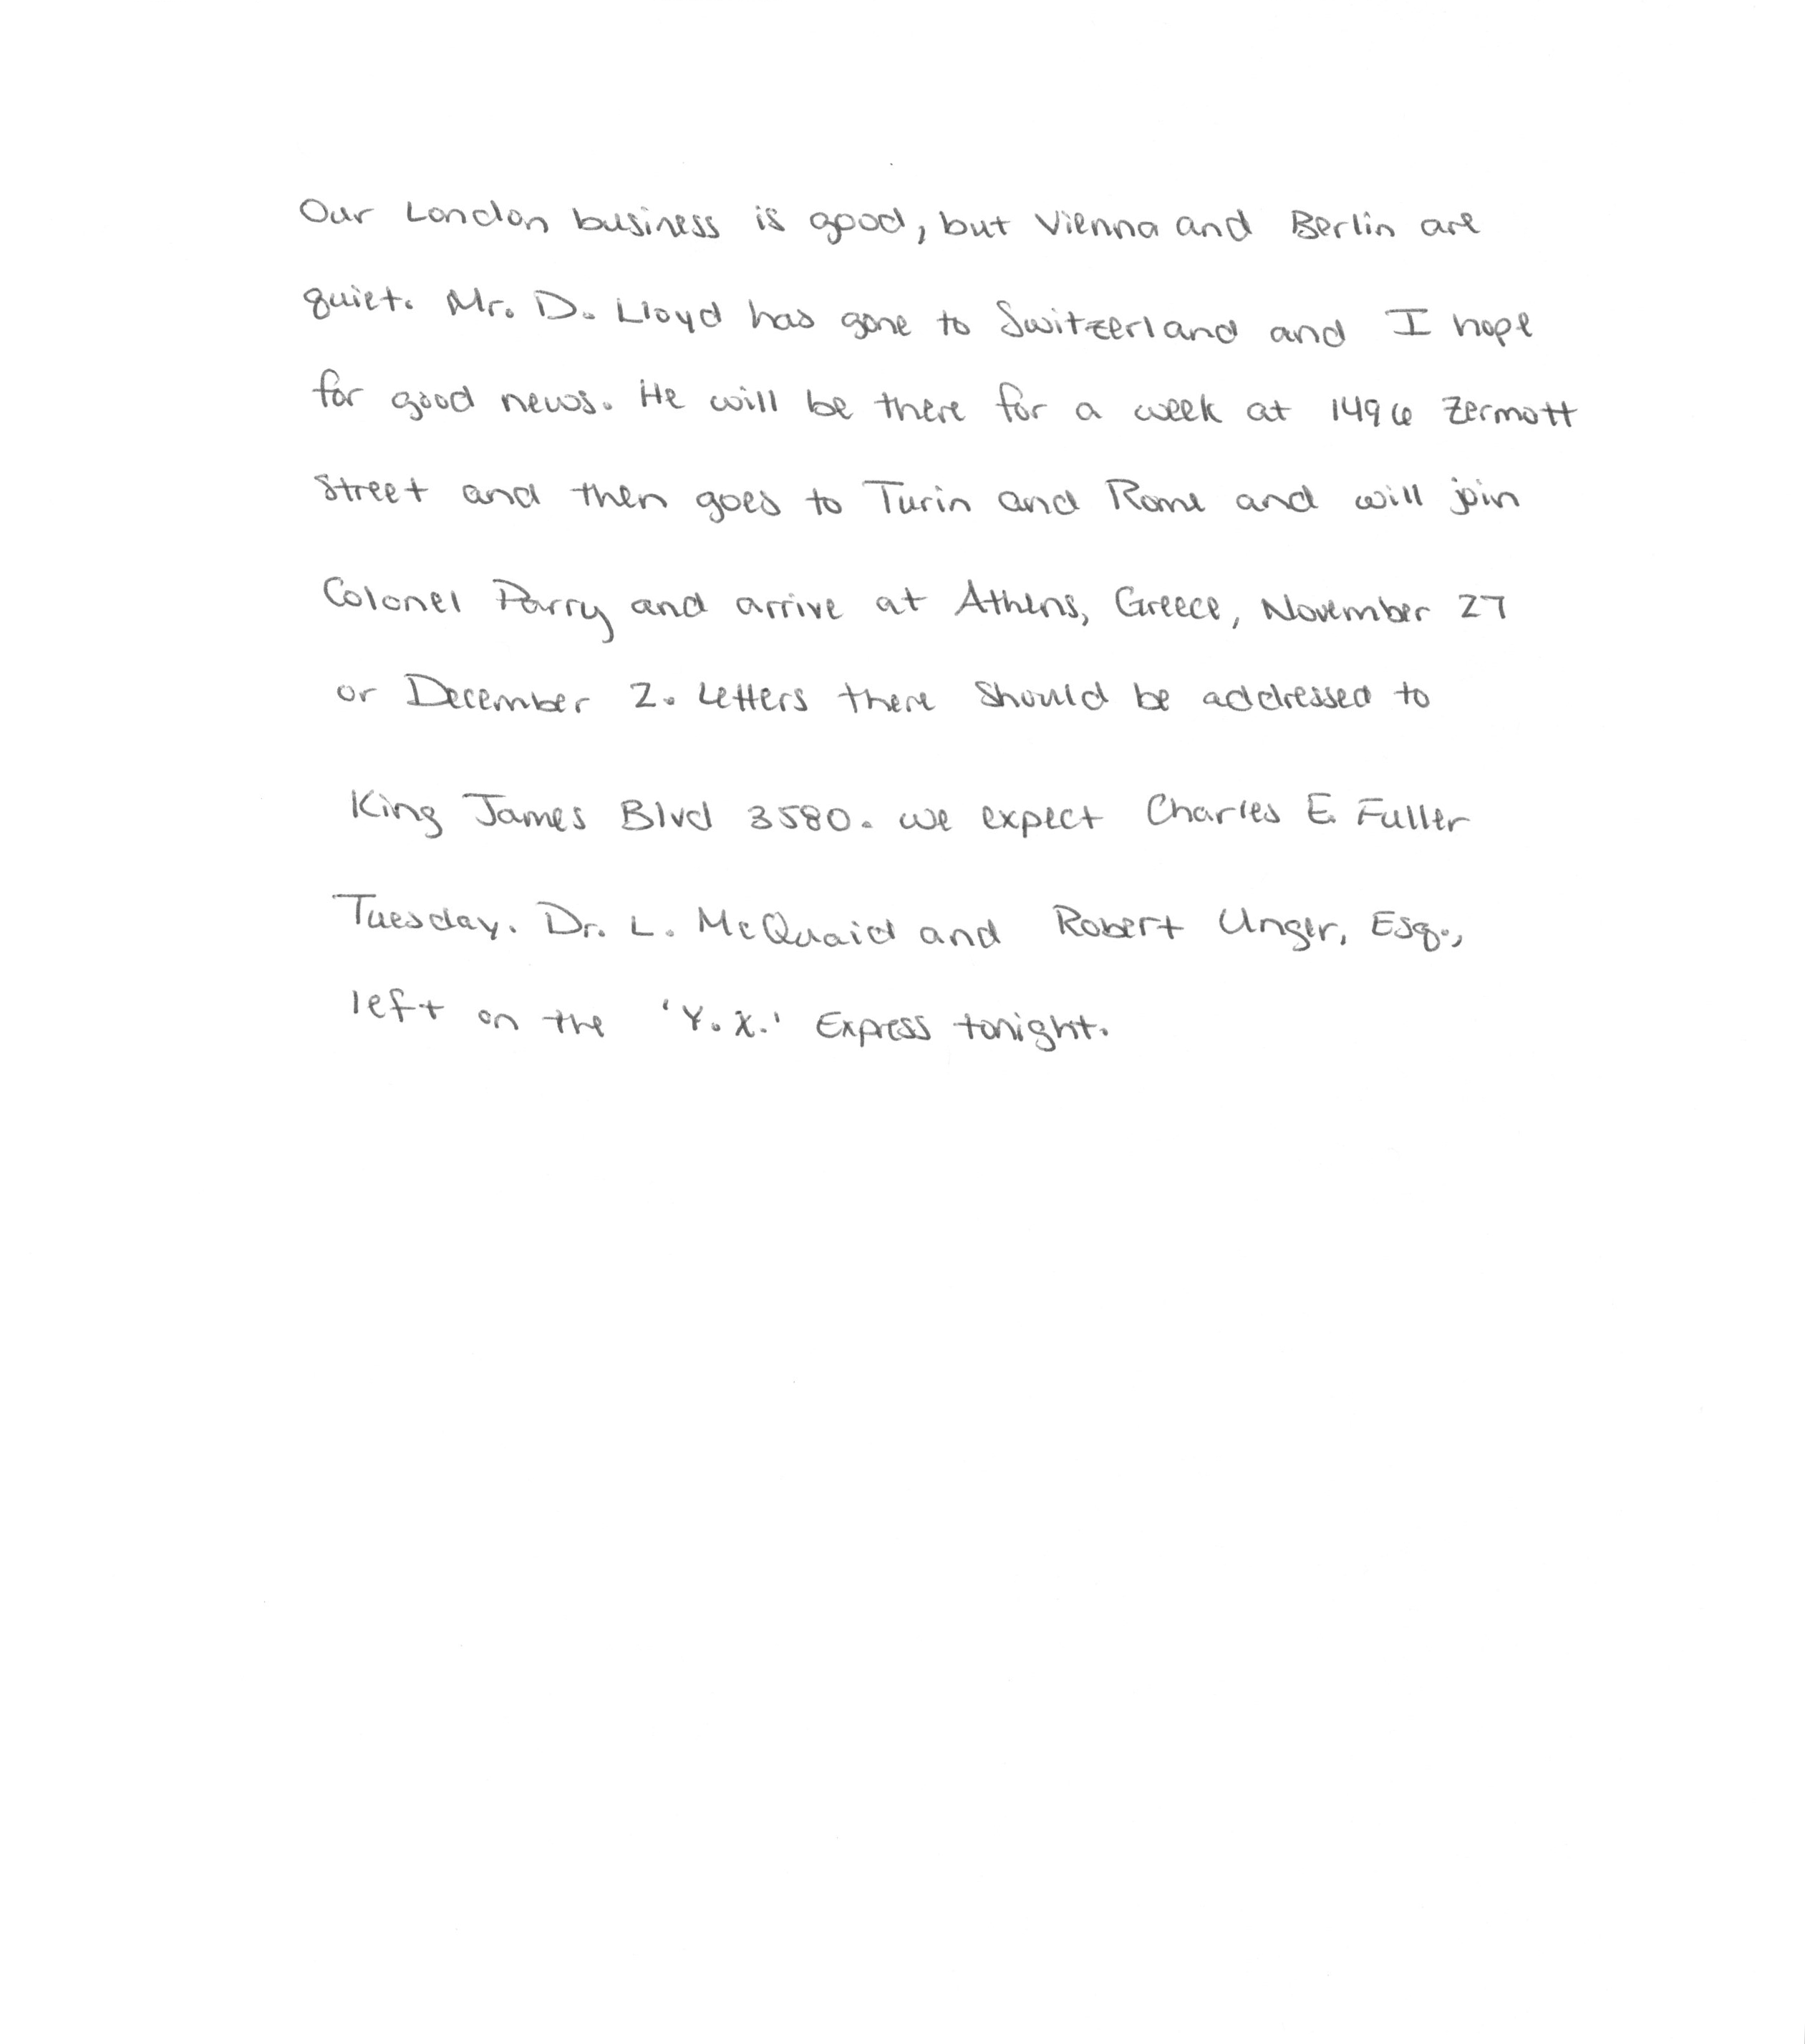 Our London business is good, but Vienna and Berlin are
quiet. Mr. D. Lloyd has gone to Switzerland and I hope
for good news. He will be there for a week at 1496 Zermott
Street and then goes to Turin and Rome and will join
Colonel Parry and arrive at Athens, Greece, November 27
or December 2. Letters there should be addressed to
King James Blvd 3580. We expect Charles E. Fuller
Tuesday. Dr. L. McQuaid and Robert Unger, Esq.,
left on the 'Y.X.' Express tonight.